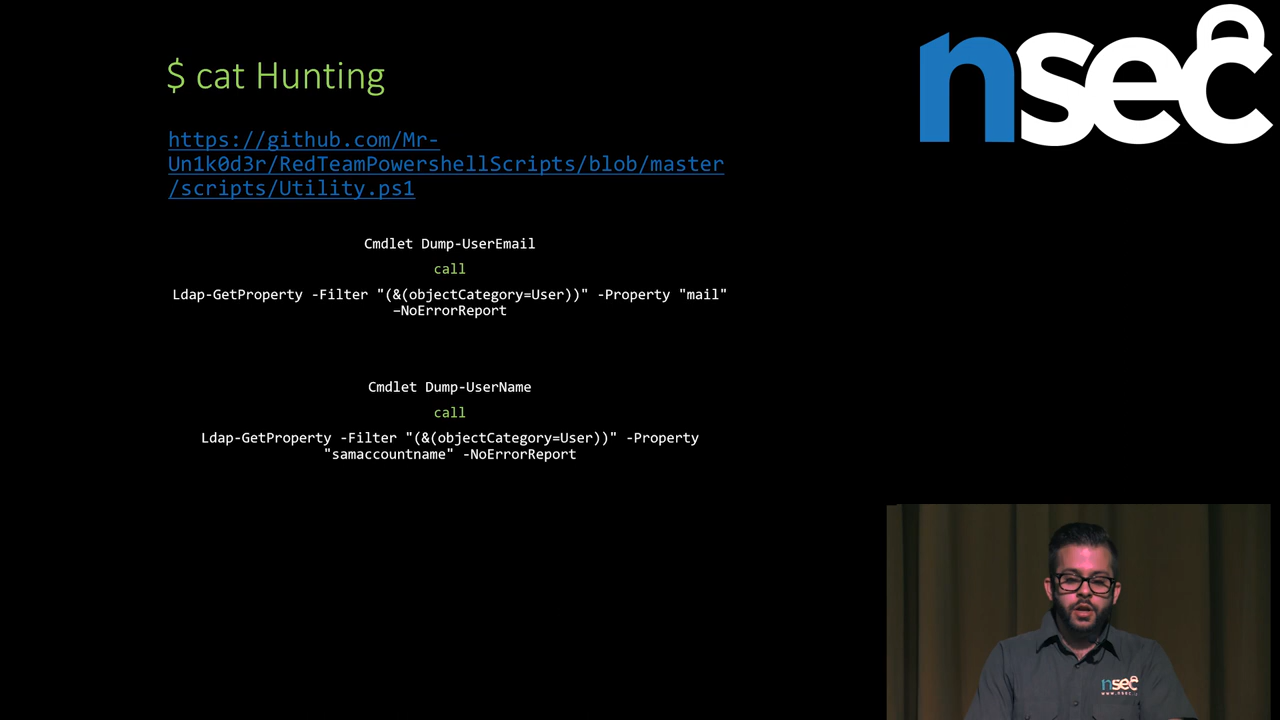 $ cat Hunting
nsec
https://github.com/Mr-
Un1k0d3r/RedTeamPowershellScripts/blob/master
/scripts/Utility.ps1
Cmdlet Dump-UserEmail
call
Ldap-GetProperty -Filter "(&(objectCategory=User))" -Property "mail"
–NoErrorReport
Cmdlet Dump-UserName
call
Ldap-GetProperty -Filter "(&(objectCategory=User))" -Property
"samaccountname" -NoErrorReport
nsec